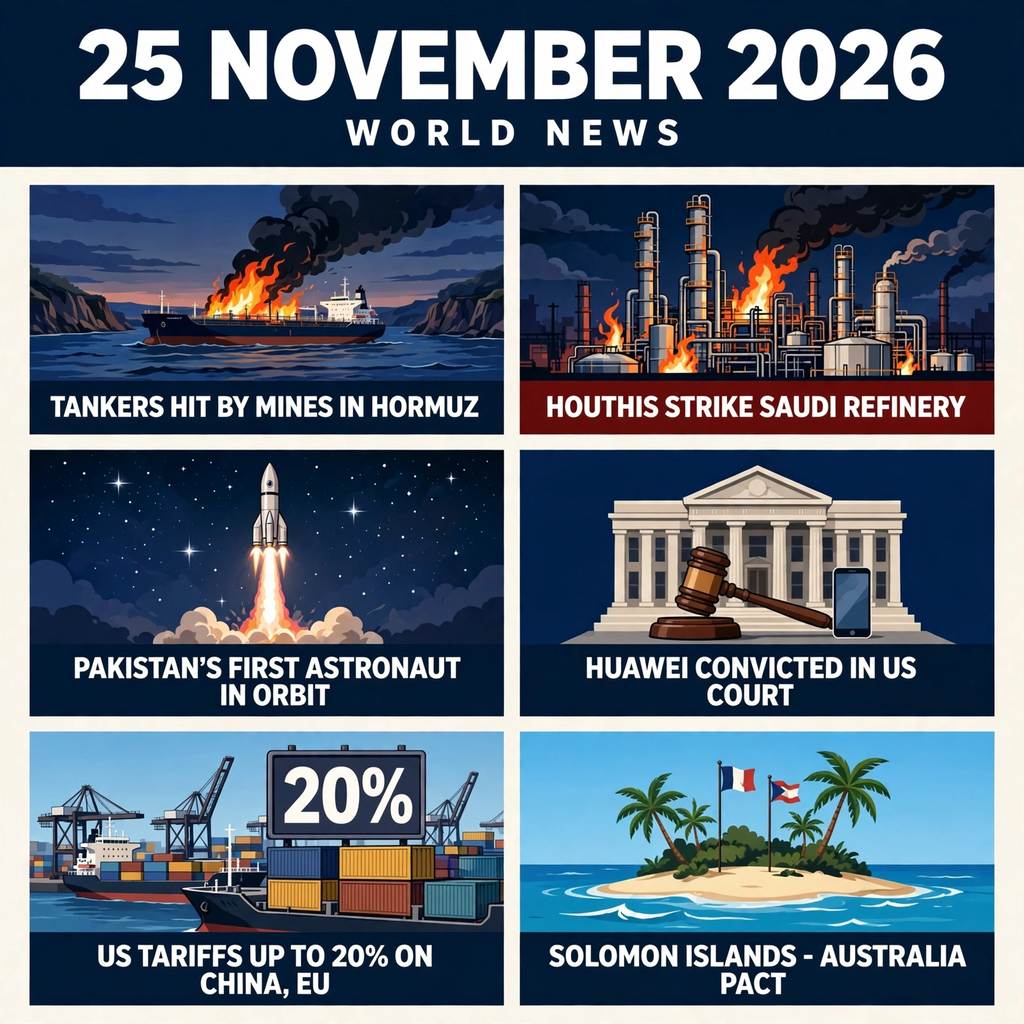 25 NOVEMBER 2026
WORLD NEWS
TANKERS HIT BY MINES IN HORMUZ
HOUTHIS STRIKE SAUDI REFINERY
PAKISTAN'S FIRST ASTRONAUT
IN ORBIT
HUAWEI CONVICTED IN US
COURT
20%
US TARIFFS UP TO 20% ON
CHINA, EU
SOLOMON ISLANDS - AUSTRALIA
PACT